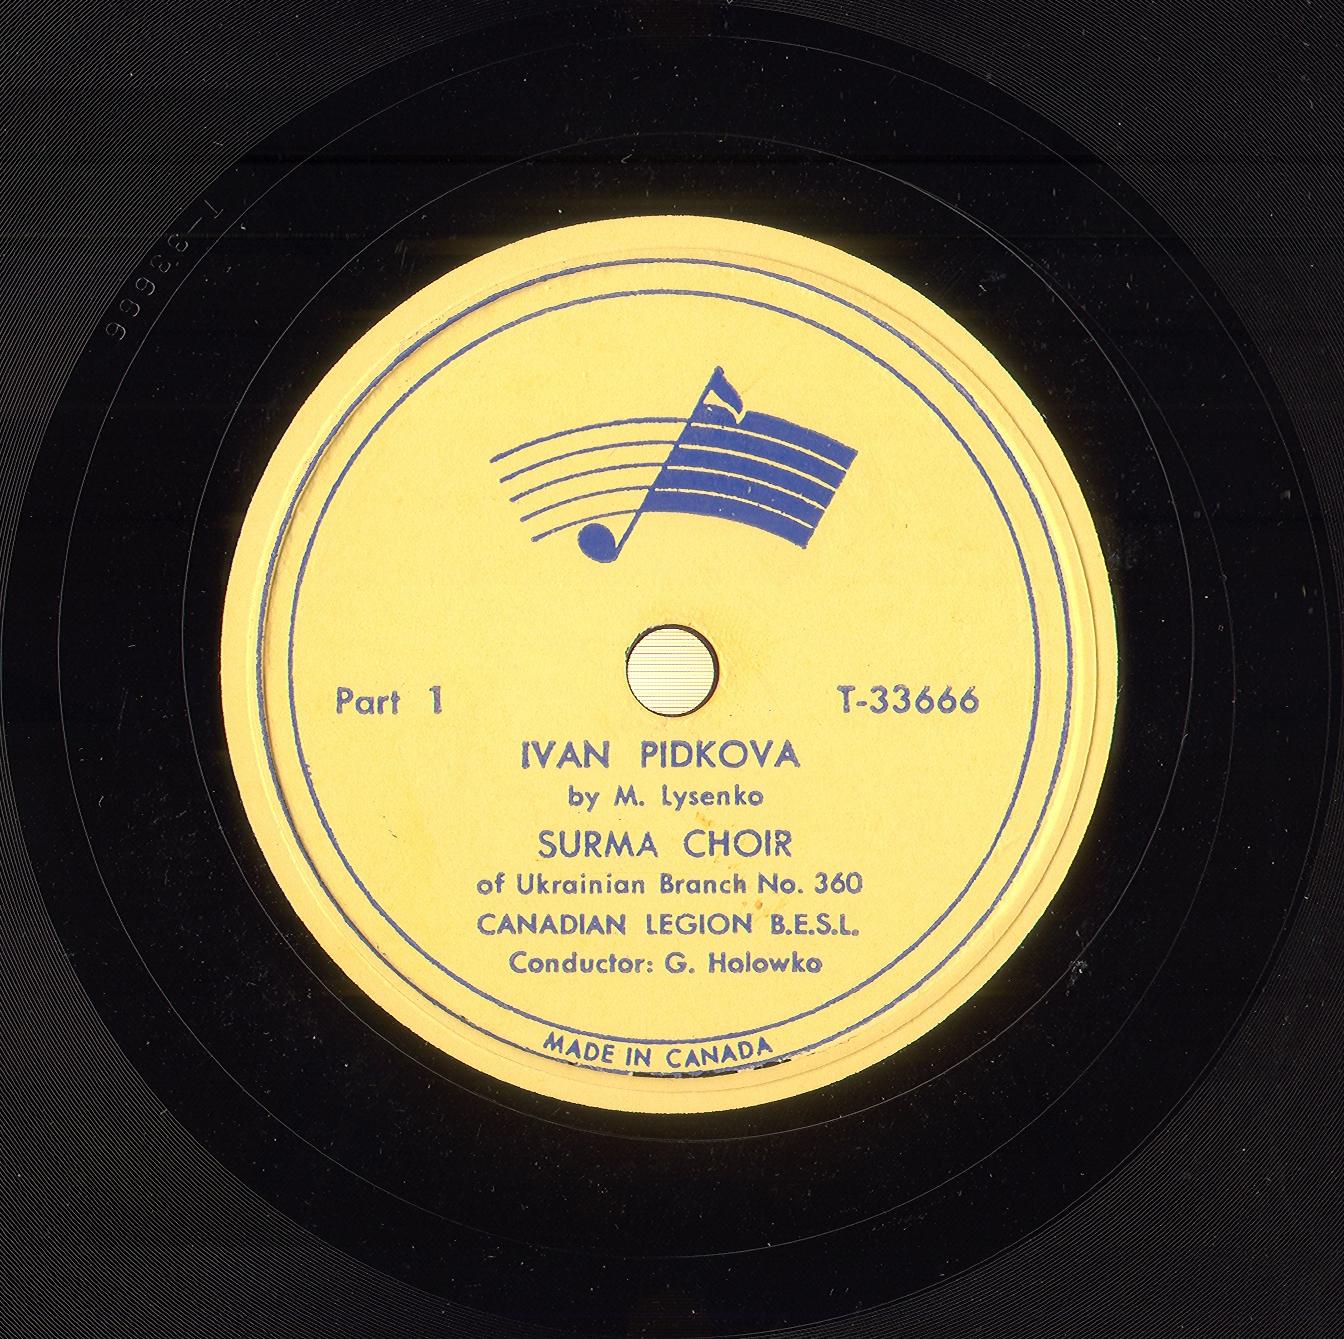 Part 1
T-33666
IVAN PIDKOVA
by M. Lysenko
SURMA CHOIR
of Ukrainian Branch No. 360
CANADIAN LEGION B.E.S.L.
Conductor: G. Holowko
MADE IN CANADA